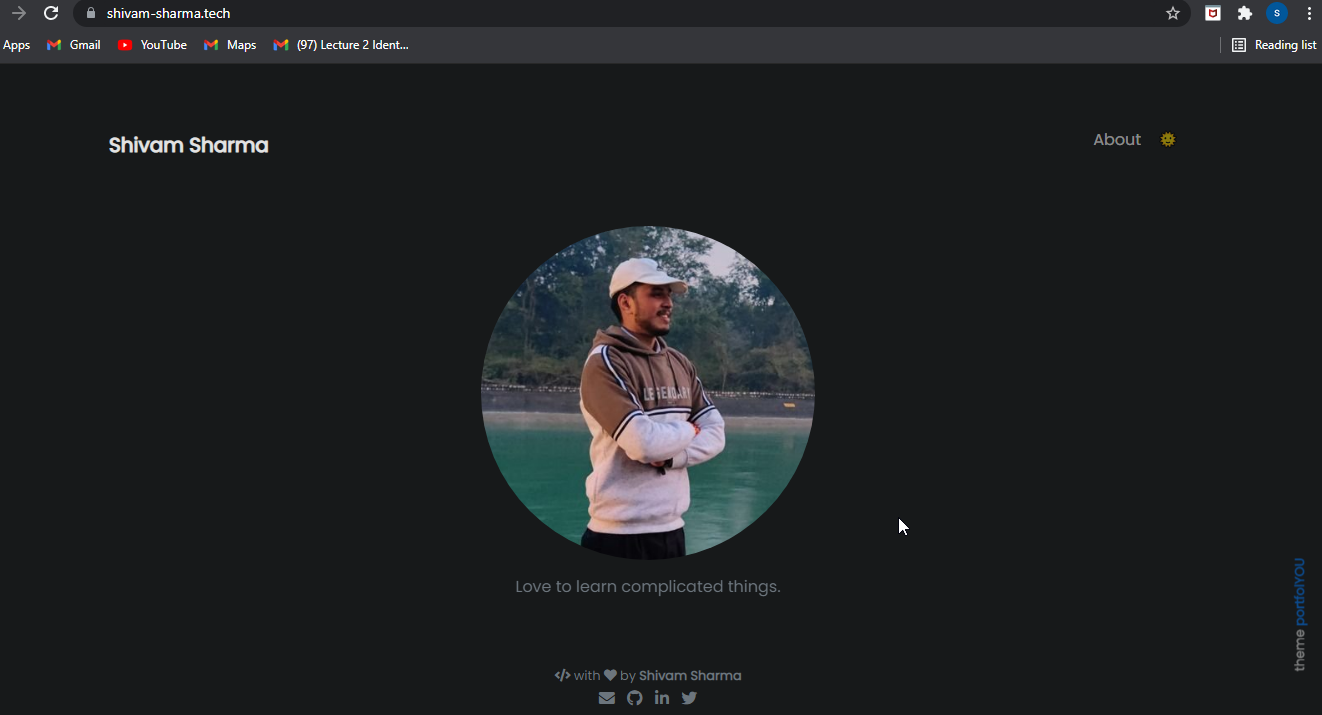 shivam-sharma.tech
S
Apps Gmail YouTube Maps (97) Lecture 2 Ident... Reading list
Shivam Sharma
About
LEGENDARY
Love to learn complicated things.
theme portfolYOU
</> with ♥ by Shivam Sharma
in